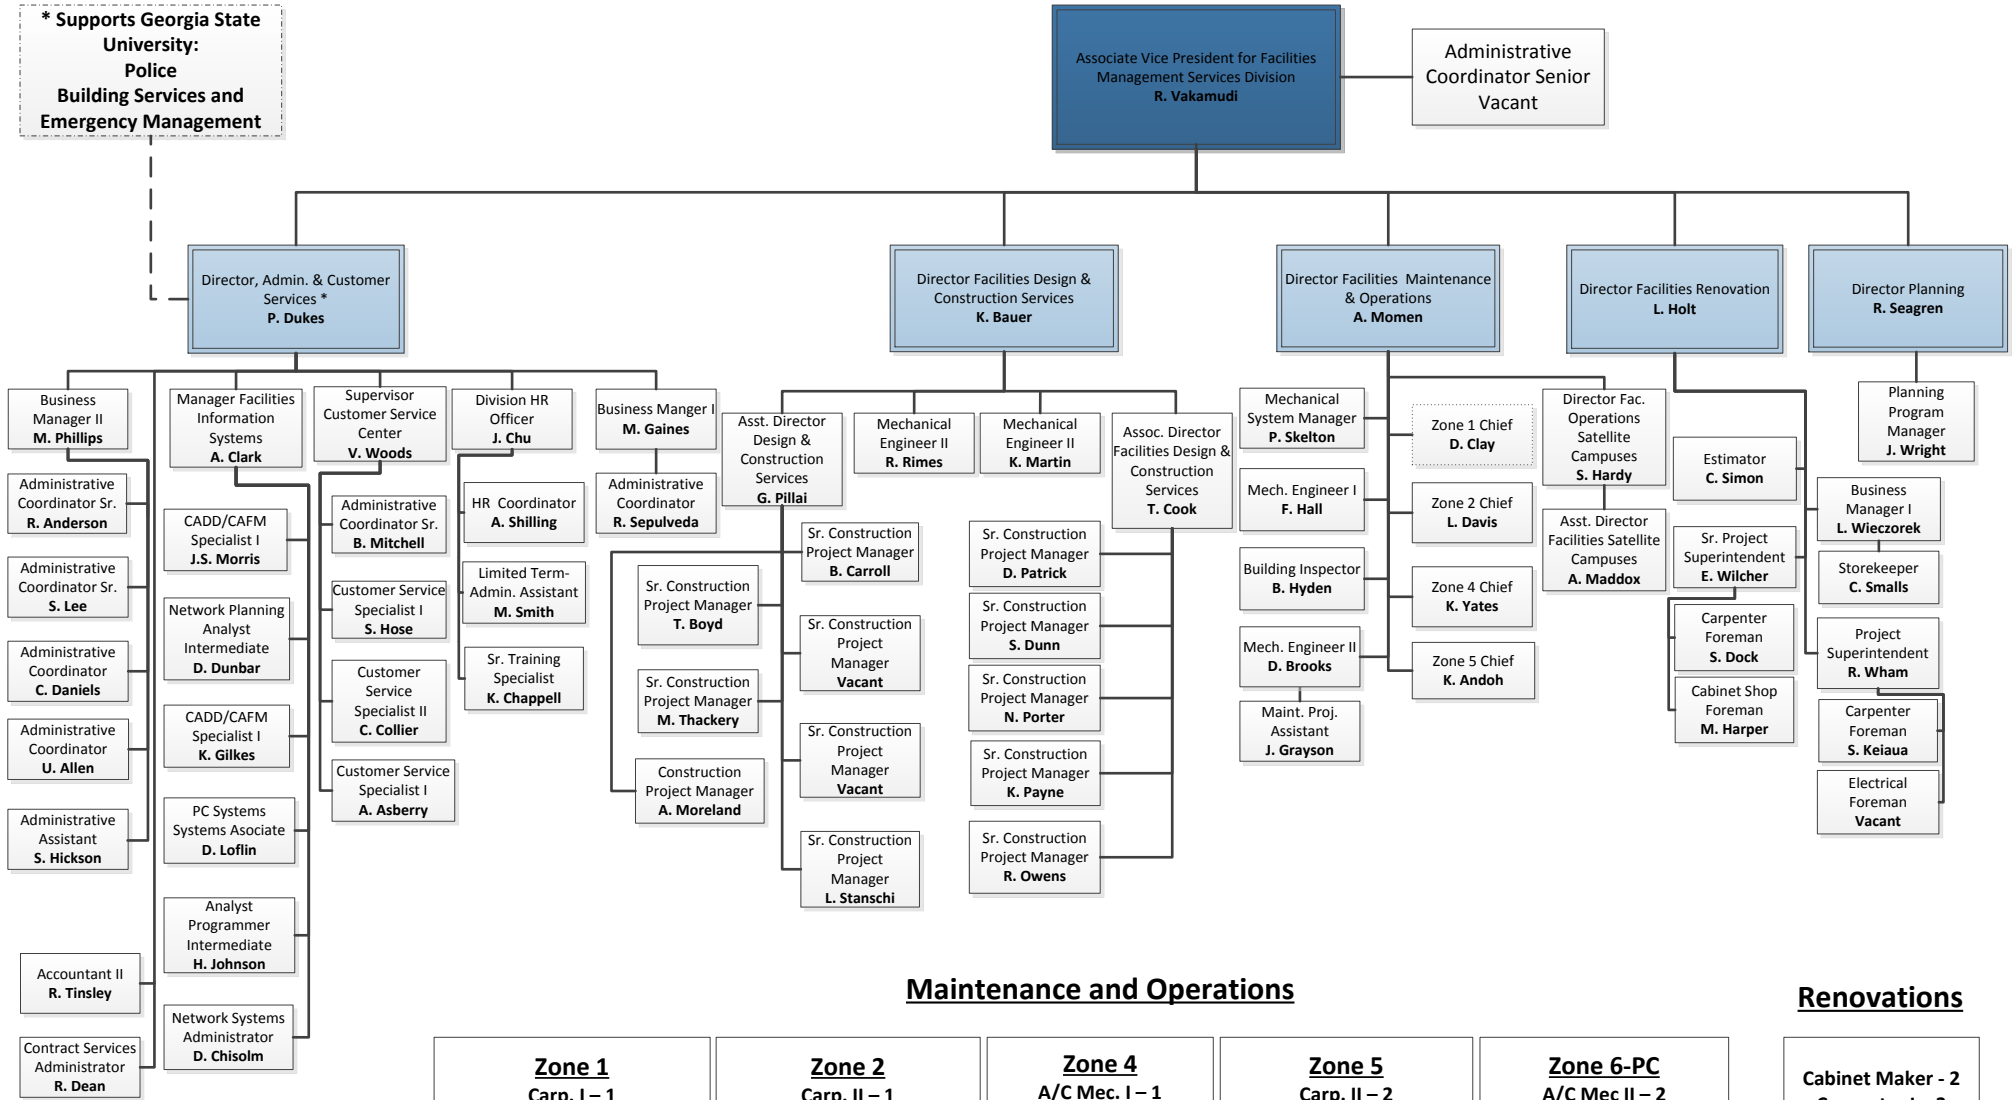 * Supports Georgia State
University:
Police
Building Services and
Emergency Management
Associate Vice President for Facilities
Management Services Division
R. Vakamudi
Administrative
Coordinator Senior
Vacant
Director, Admin. & Customer
Services *
P. Dukes
Director Facilities Design &
Construction Services
K. Bauer
Director Facilities Maintenance
& Operations
A. Momen
Director Facilities Renovation
L. Holt
Director Planning
R. Seagren
Business
Manager II
M. Phillips
Administrative
Coordinator Sr.
R. Anderson
Administrative
Coordinator Sr.
S. Lee
Administrative
Coordinator
C. Daniels
Administrative
Coordinator
U. Allen
Administrative
Assistant
S. Hickson
Accountant II
R. Tinsley
Contract Services
Administrator
R. Dean
Manager Facilities
Information
Systems
A. Clark
CADD/CAFM
Specialist I
J.S. Morris
Network Planning
Analyst
Intermediate
D. Dunbar
CADD/CAFM
Specialist I
K. Gilkes
PC Systems
Systems Asociate
D. Loflin
Analyst
Programmer
Intermediate
H. Johnson
Network Systems
Administrator
D. Chisolm
Supervisor
Customer Service
Center
V. Woods
Administrative
Coordinator Sr.
B. Mitchell
Customer Service
Specialist I
S. Hose
Customer
Service
Specialist II
C. Collier
Customer Service
Specialist I
A. Asberry
Division HR
Officer
J. Chu
HR Coordinator
A. Shilling
Limited Term-
Admin. Assistant
M. Smith
Sr. Training
Specialist
K. Chappell
Business Manger I
M. Gaines
Administrative
Coordinator
R. Sepulveda
Asst. Director
Design &
Construction
Services
G. Pillai
Sr. Construction
Project Manager
B. Carroll
Sr. Construction
Project Manager
T. Boyd
Sr. Construction
Project
Manager
Vacant
Sr. Construction
Project Manager
M. Thackery
Sr. Construction
Project
Manager
Vacant
Construction
Project Manager
A. Moreland
Sr. Construction
Project
Manager
L. Stanschi
Mechanical
Engineer II
R. Rimes
Mechanical
Engineer II
K. Martin
Assoc. Director
Facilities Design &
Construction
Services
T. Cook
Sr. Construction
Project Manager
D. Patrick
Sr. Construction
Project Manager
S. Dunn
Sr. Construction
Project Manager
N. Porter
Sr. Construction
Project Manager
K. Payne
Sr. Construction
Project Manager
R. Owens
Mechanical
System Manager
P. Skelton
Mech. Engineer I
F. Hall
Building Inspector
B. Hyden
Mech. Engineer II
D. Brooks
Maint. Proj.
Assistant
J. Grayson
Zone 1 Chief
D. Clay
Zone 2 Chief
L. Davis
Zone 4 Chief
K. Yates
Zone 5 Chief
K. Andoh
Director Fac.
Operations
Satellite
Campuses
S. Hardy
Asst. Director
Facilities Satellite
Campuses
A. Maddox
Estimator
C. Simon
Sr. Project
Superintendent
E. Wilcher
Carpenter
Foreman
S. Dock
Cabinet Shop
Foreman
M. Harper
Business
Manager I
L. Wieczorek
Storekeeper
C. Smalls
Project
Superintendent
R. Wham
Carpenter
Foreman
S. Keiaua
Electrical
Foreman
Vacant
Planning
Program
Manager
J. Wright
Maintenance and Operations
Renovations
Zone 1
Carp. I – 1
Zone 2
Carp. II – 1
Zone 4
A/C Mec. I – 1
Zone 5
Carp. II – 2
Zone 6-PC
A/C Mec II – 2
Cabinet Maker - 2